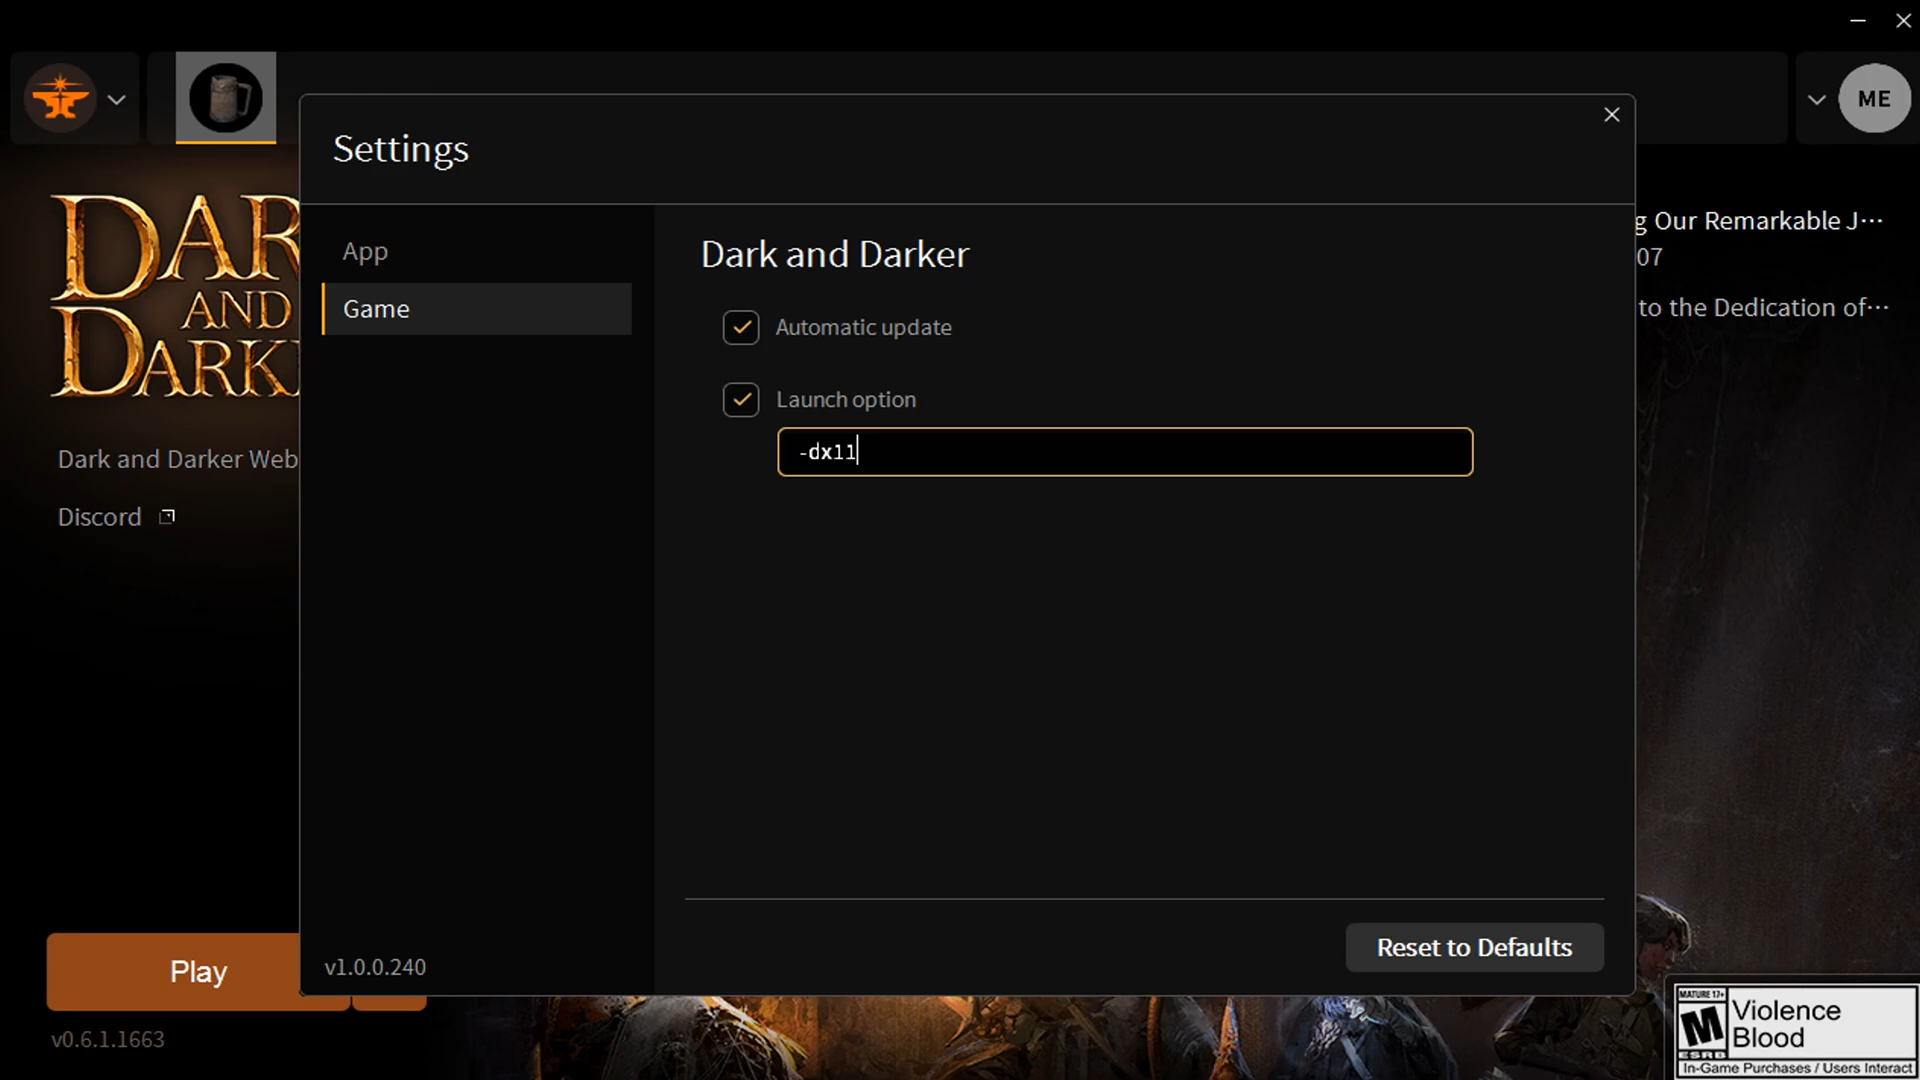 ME
Settings
DAR
AND
DARK
Dark and Darker Web
Discord
App
Game
Dark and Darker
Automatic update
Launch option
-dx11
g Our Remarkable J···
07
to the Dedication of···
Reset to Defaults
v1.0.0.240
Play
v0.6.1.1663
MATURE 17+
M
ESRB
Violence
Blood
In-Game Purchases / Users Interact